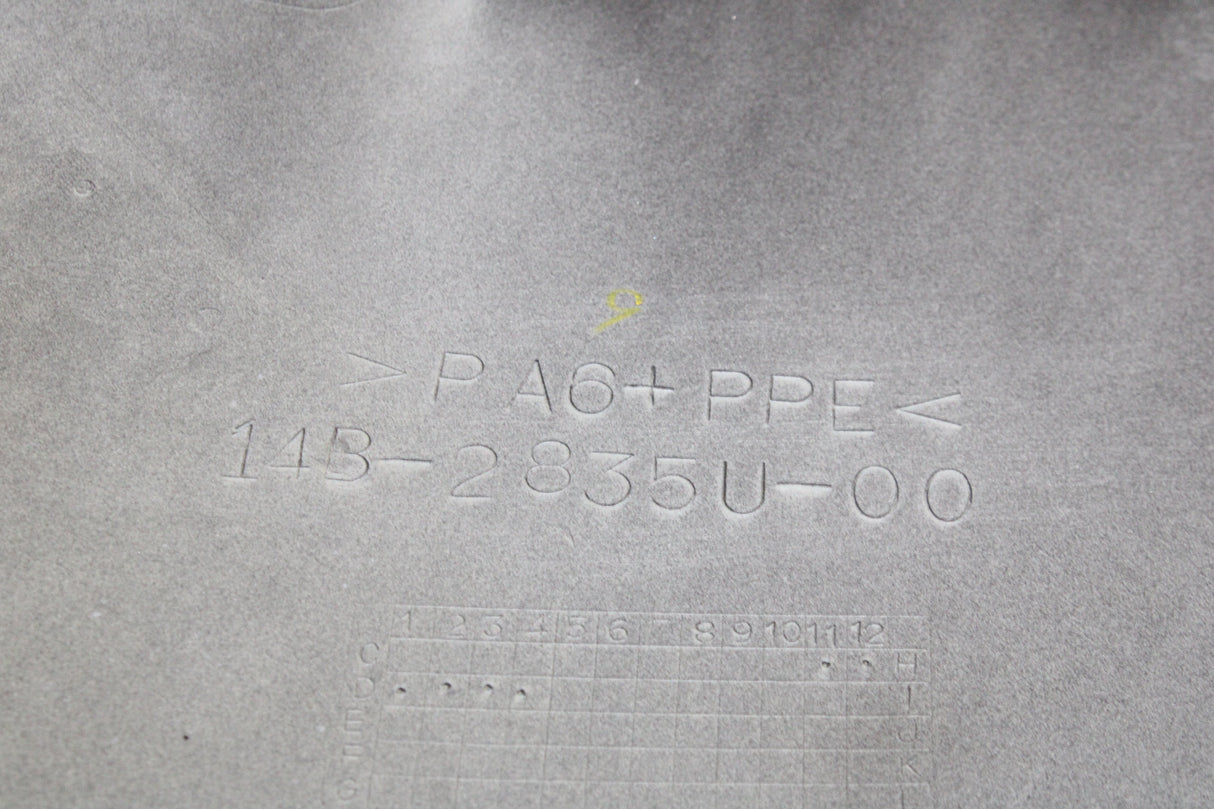 9
>PA6+PPE<
14B-2835U-00
1 2 3 4 5 6 7 8 9 10 11 12
C H
D I
E J
F K
G